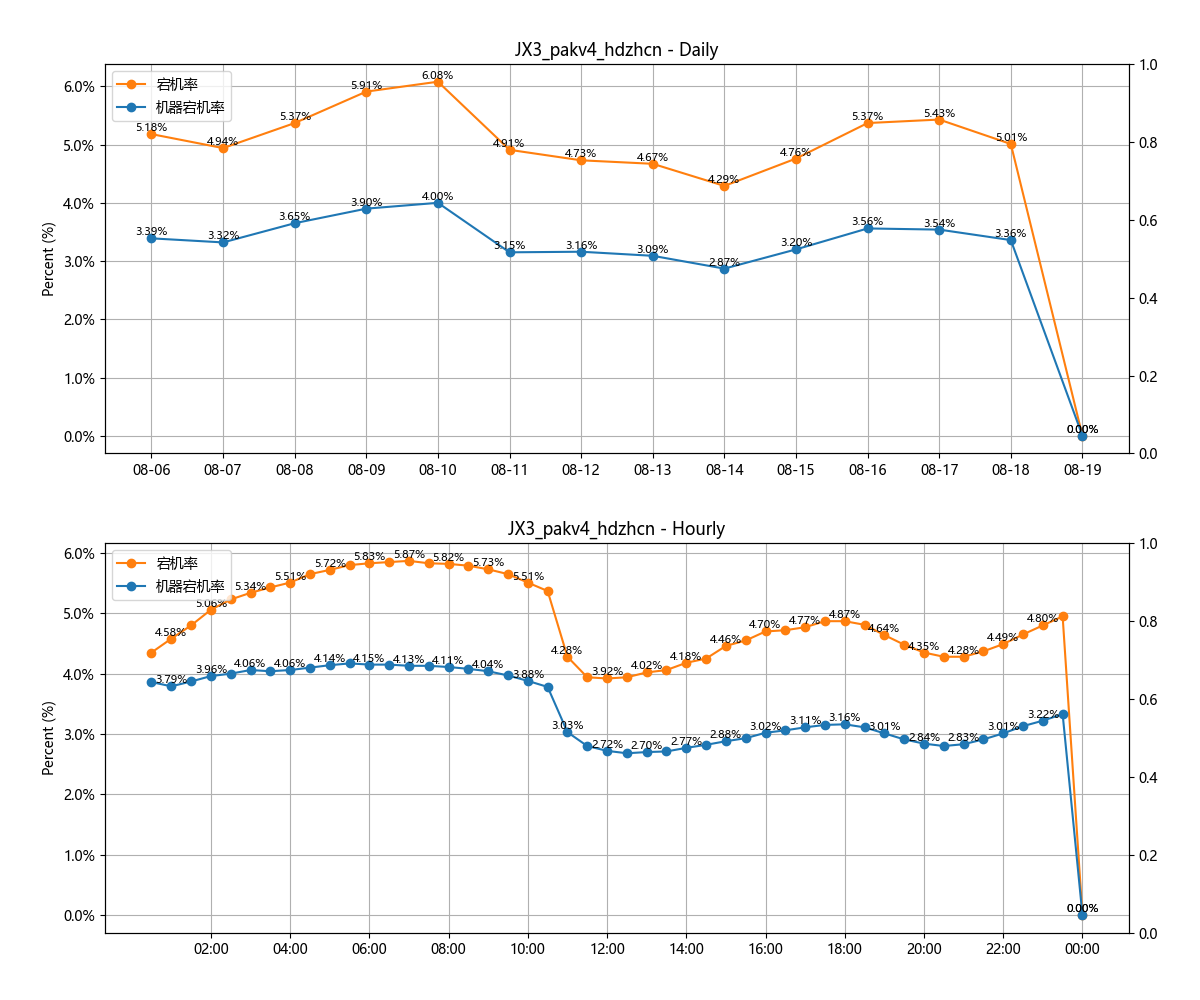 JX3_pakv4_hdzhcn - Daily
宕机率
机器宕机率
Percent (%)
6.0%
5.0%
4.0%
3.0%
2.0%
1.0%
0.0%
1.0
0.8
0.6
0.4
0.2
0.0
5.18% 4.94% 5.37% 5.91% 6.08% 4.91% 4.73% 4.67% 4.29% 4.76% 5.37% 5.43% 5.01% 0.00%
3.39% 3.32% 3.65% 3.90% 4.00% 3.15% 3.16% 3.09% 2.87% 3.20% 3.56% 3.54% 3.36% 0.00%
08-06 08-07 08-08 08-09 08-10 08-11 08-12 08-13 08-14 08-15 08-16 08-17 08-18 08-19
JX3_pakv4_hdzhcn - Hourly
宕机率
机器宕机率
Percent (%)
6.0%
5.0%
4.0%
3.0%
2.0%
1.0%
0.0%
1.0
0.8
0.6
0.4
0.2
0.0
4.58% 5.06% 5.34% 5.51% 5.72% 5.83% 5.87% 5.82% 5.73% 5.51% 4.28% 3.92% 4.02% 4.18% 4.46% 4.70% 4.77% 4.87% 4.64% 4.35% 4.28% 4.49% 4.80% 0.00%
3.79% 3.96% 4.06% 4.06% 4.14% 4.15% 4.13% 4.11% 4.04% 3.88% 3.03% 2.72% 2.70% 2.77% 2.88% 3.02% 3.11% 3.16% 3.01% 2.84% 2.83% 3.01% 3.22% 0.00%
02:00 04:00 06:00 08:00 10:00 12:00 14:00 16:00 18:00 20:00 22:00 00:00